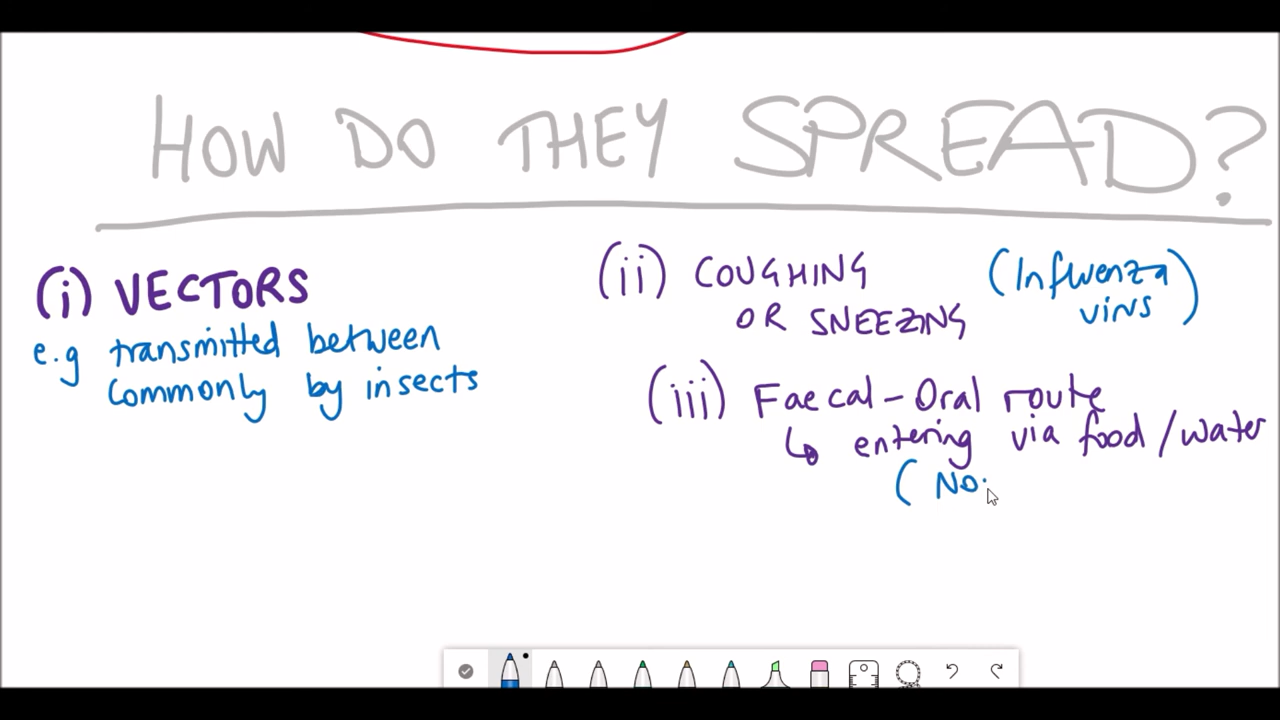 HOW DO THEY SPREAD?
(i) VECTORS
e.g transmitted between
commonly by insects
(ii) COUGHING
OR SNEEZING
(Influenza
virus)
(iii) Faecal-Oral route
↳ entering via food/water
( No